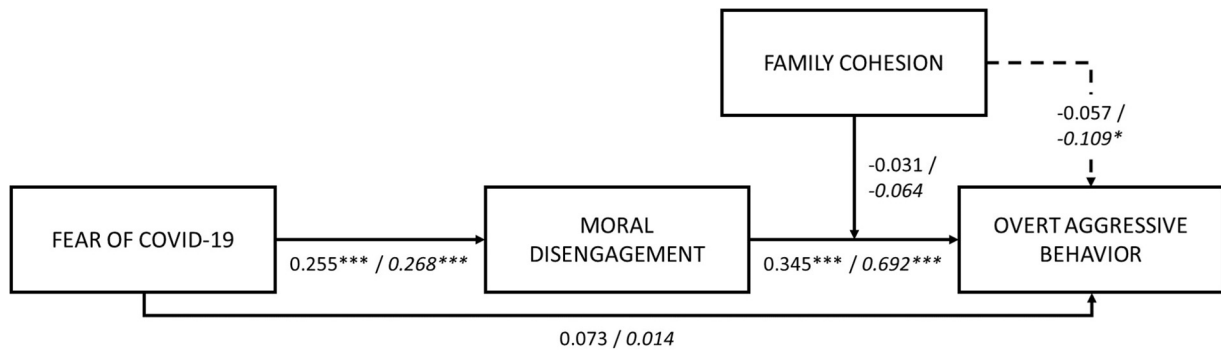 FAMILY COHESION
-0.057 /
-0.109*
-0.031 /
-0.064
FEAR OF COVID-19
MORAL
DISENGAGEMENT
OVERT AGGRESSIVE
BEHAVIOR
0.255*** / 0.268***
0.345*** / 0.692***
0.073 / 0.014